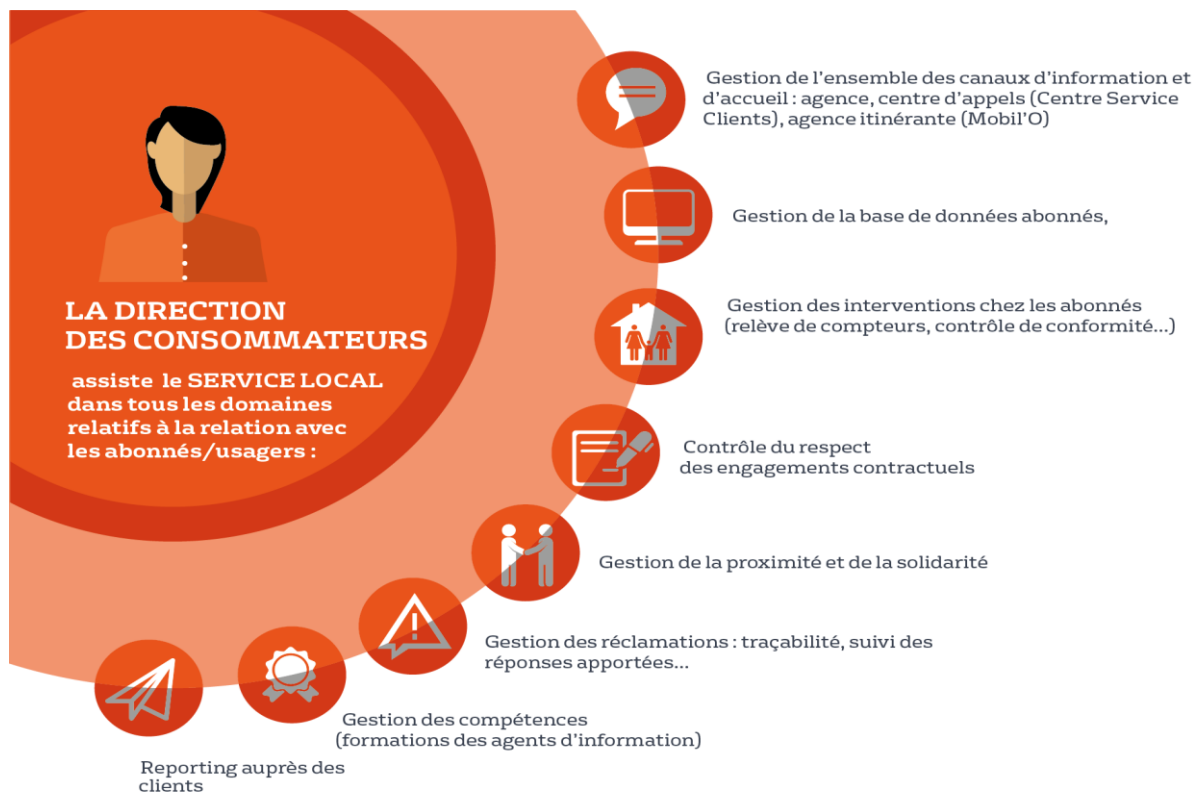 LA DIRECTION
DES CONSOMMATEURS
assiste le SERVICE LOCAL
dans tous les domaines
relatifs à la relation avec
les abonnés/usagers :
Gestion de l'ensemble des canaux d'information et
d'accueil : agence, centre d'appels (Centre Service
Clients), agence itinérante (Mobil'O)
Gestion de la base de données abonnés,
Gestion des interventions chez les abonnés
(relève de compteurs, contrôle de conformité...)
Contrôle du respect
des engagements contractuels
Gestion de la proximité et de la solidarité
Gestion des réclamations : traçabilité, suivi des
réponses apportées...
Gestion des compétences
(formations des agents d'information)
Reporting auprès des
clients